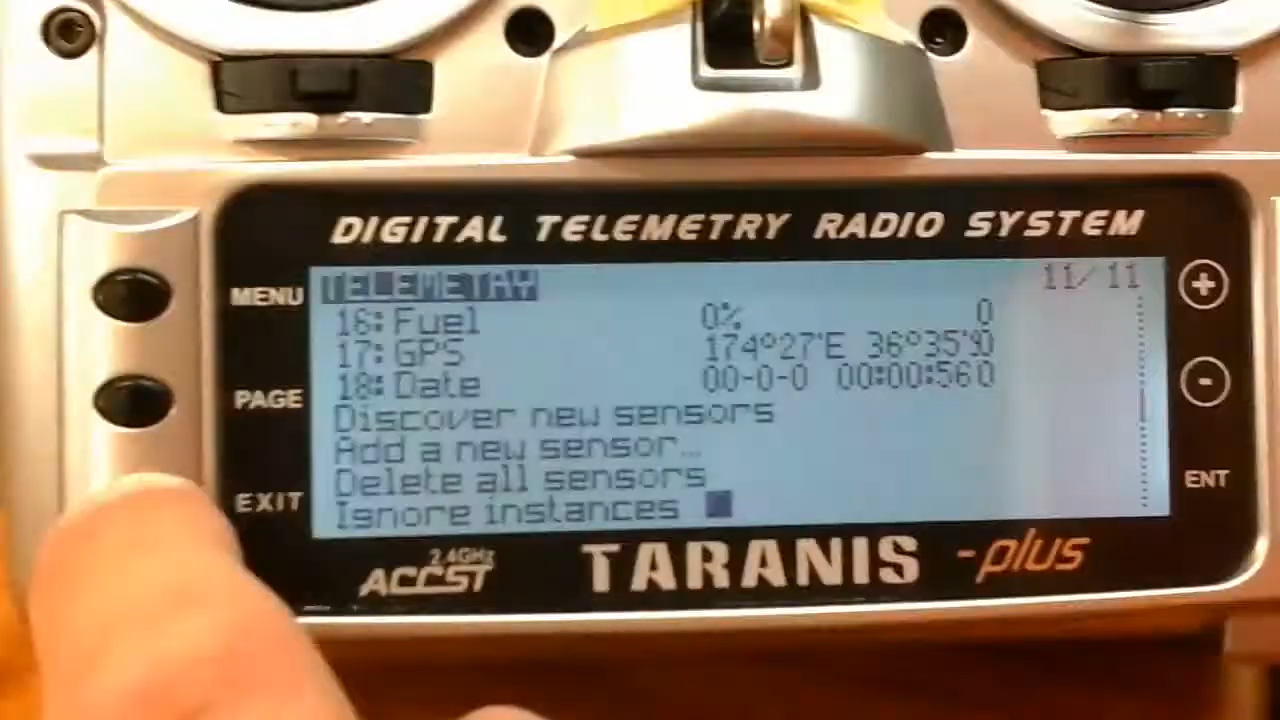 DIGITAL TELEMETRY RADIO SYSTEM
TELEMETRY 11/11
16: Fuel 0% 0
17: GPS 174°27'E 36°35' 0
18: Date 00-0-0 00:00:56 0
Discover new sensors
Add a new sensor...
Delete all sensors
Ignore instances
MENU
PAGE
EXIT
+
-
ENT
2.4GHz
ACCST
TARANIS -plus